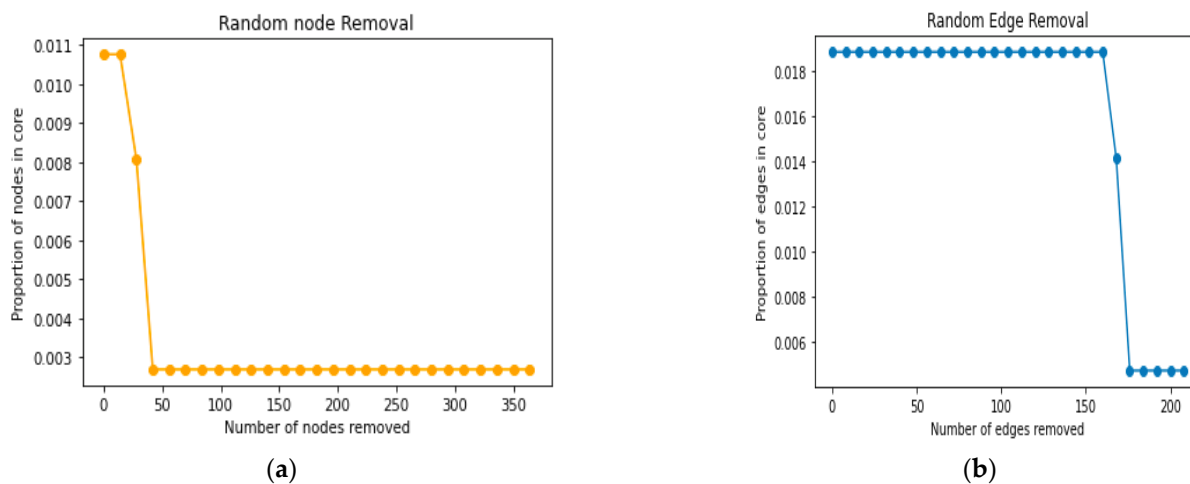 Random node Removal
0.011
0.010
0.009
0.008
0.007
0.006
0.005
0.004
0.003
Proportion of nodes in core
0 50 100 150 200 250 300 350
Number of nodes removed
(a)
Random Edge Removal
0.018
0.016
0.014
0.012
0.010
0.008
0.006
Proportion of edges in core
0 50 100 150 200
Number of edges removed
(b)